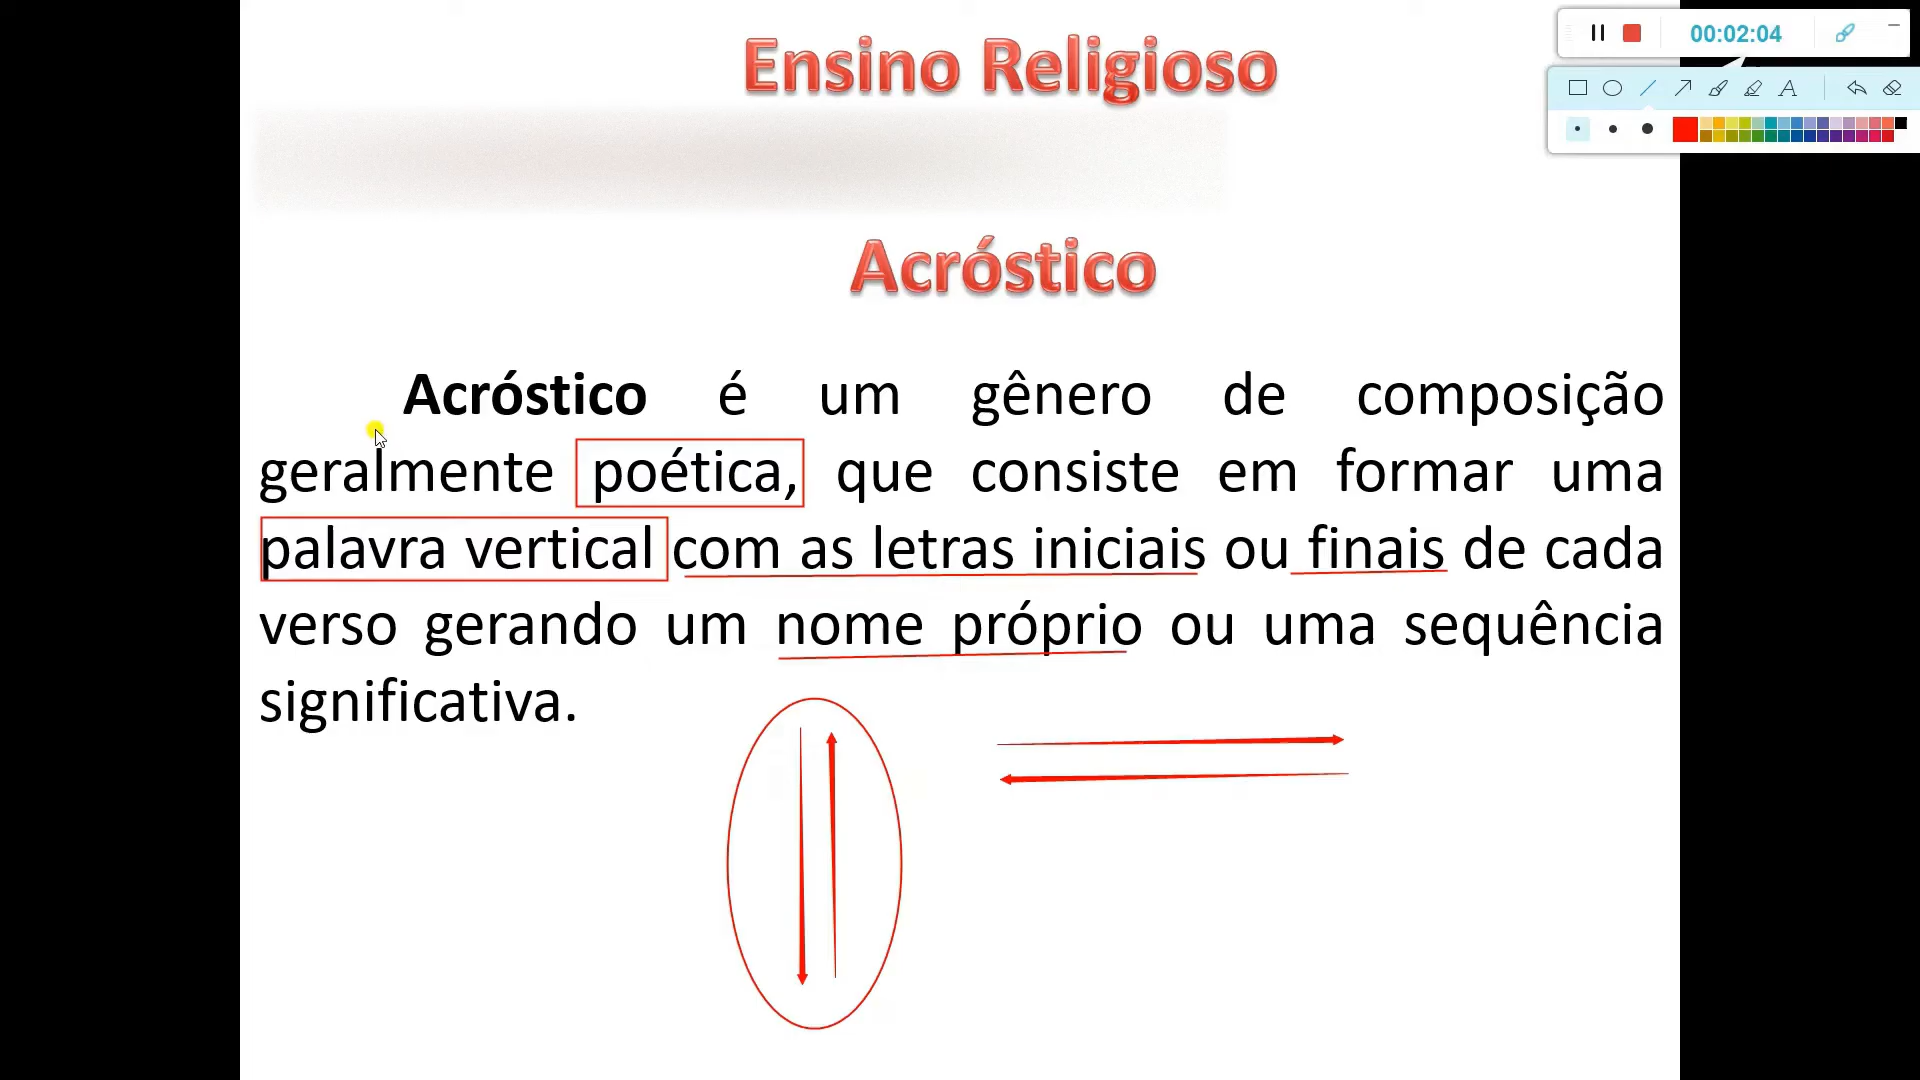 Ensino Religioso
00:02:04
Acróstico
Acróstico é um gênero de composição
geralmente poética, que consiste em formar uma
palavra vertical com as letras iniciais ou finais de cada
verso gerando um nome próprio ou uma sequência
significativa.